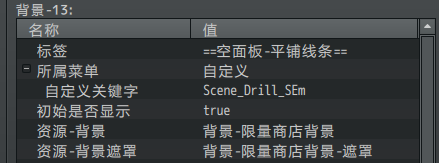 背景-13:
名称 值
标签 ==空面板-平铺线条==
所属菜单 自定义
自定义关键字 Scene_Drill_SEm
初始是否显示 true
资源-背景 背景-限量商店背景
资源-背景遮罩 背景-限量商店背景-遮罩